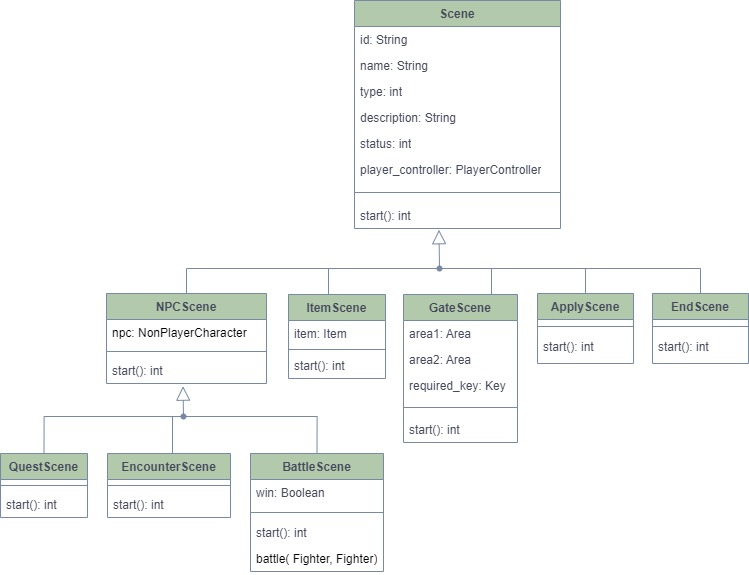 Scene
id: String
name: String
type: int
description: String
status: int
player_controller: PlayerController
start(): int
NPCScene
npc: NonPlayerCharacter
start(): int
ItemScene
item: Item
start(): int
GateScene
area1: Area
area2: Area
required_key: Key
start(): int
ApplyScene
start(): int
EndScene
start(): int
QuestScene
start(): int
EncounterScene
start(): int
BattleScene
win: Boolean
start(): int
battle( Fighter, Fighter)